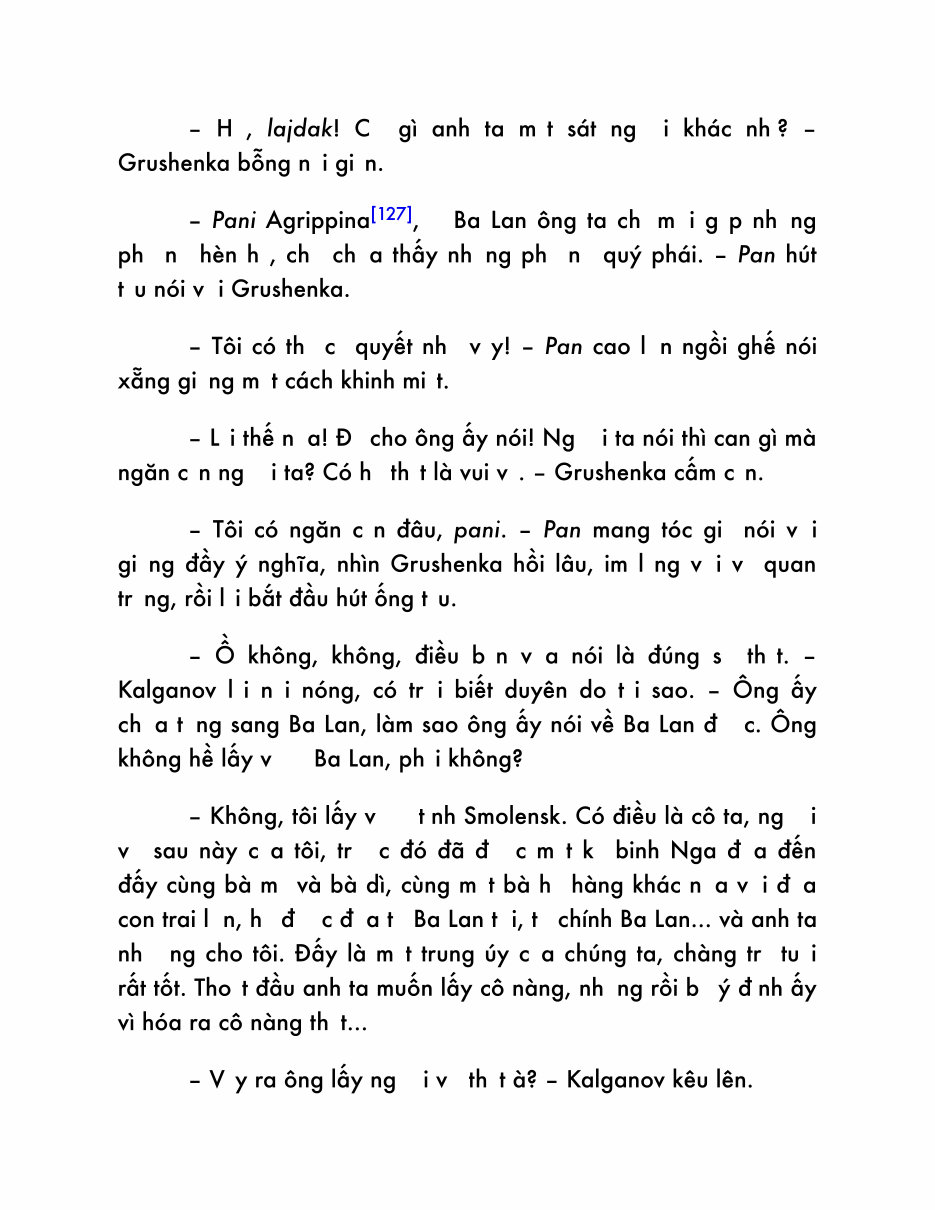 – H , lajdak! C gì anh ta m t sát ng i khác nh ? –
Grushenka bỗng n i gi n.
– Pani Agrippina[127], Ba Lan ông ta ch m i g p nh ng
ph n hèn h , ch ch a thấy nh ng ph n quý phái. – Pan hút
t u nói v i Grushenka.
– Tôi có th c quyết nh v y! – Pan cao l n ngồi ghế nói
xẵng gi ng m t cách khinh mi t.
– L i thế n a! Đ cho ông ấy nói! Ng i ta nói thì can gì mà
ngăn c n ng i ta? Có h th t là vui v . – Grushenka cấm c n.
– Tôi có ngăn c n đâu, pani. – Pan mang tóc gi nói v i
gi ng đầy ý nghĩa, nhìn Grushenka hồi lâu, im l ng v i v quan
tr ng, rồi l i bắt đầu hút ống t u.
– Ồ không, không, điều b n v a nói là đúng s th t. –
Kalganov l i n i nóng, có tr i biết duyên do t i sao. – Ông ấy
ch a t ng sang Ba Lan, làm sao ông ấy nói về Ba Lan đ c. Ông
không hề lấy v Ba Lan, ph i không?
– Không, tôi lấy v t nh Smolensk. Có điều là cô ta, ng i
v sau này c a tôi, tr c đó đã đ c m t k binh Nga đ a đến
đấy cùng bà m và bà dì, cùng m t bà h hàng khác n a v i đ a
con trai l n, h đ c đ a t Ba Lan t i, t chính Ba Lan... và anh ta
nh ng cho tôi. Đấy là m t trung úy c a chúng ta, chàng tr tu i
rất tốt. Tho t đầu anh ta muốn lấy cô nàng, nh ng rồi b ý đ nh ấy
vì hóa ra cô nàng th t...
– V y ra ông lấy ng i v th t à? – Kalganov kêu lên.